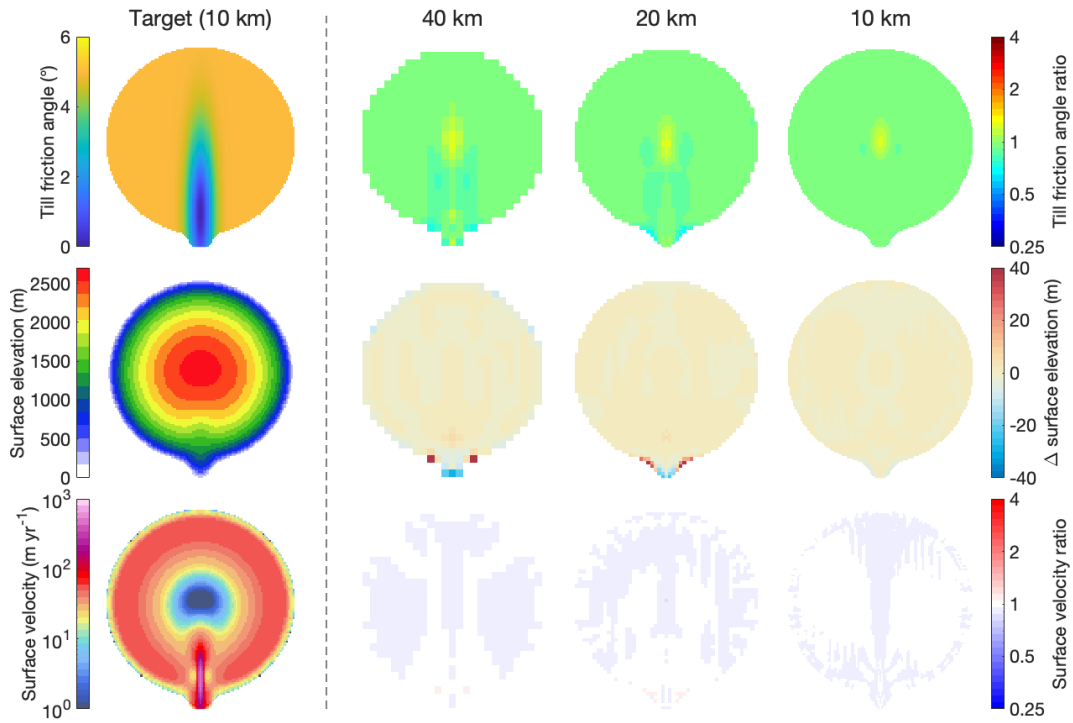 Target (10 km)
40 km
20 km
10 km
Till friction angle (°)
6
4
2
0
4
2
1
0.5
0.25
Till friction angle ratio
Surface elevation (m)
2500
2000
1500
1000
500
0
40
20
0
-20
-40
Δ surface elevation (m)
Surface velocity (m yr⁻¹)
10³
10²
10¹
10⁰
4
2
1
0.5
0.25
Surface velocity ratio